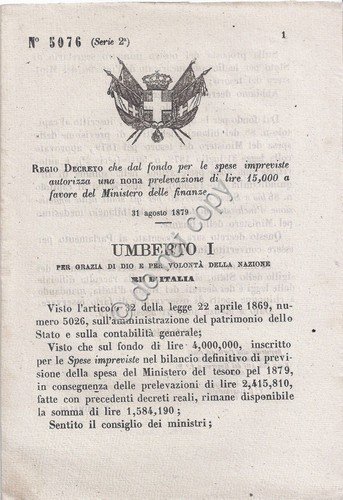 N° 5076 (Serie 2ª)
1
REGIO DECRETO che dal fondo per le spese impreviste
autorizza una nona prelevazione di lire 15,000 a
favore del Ministero delle finanze.
31 agosto 1879
UMBERTO I
PER GRAZIA DI DIO E PER VOLONTÀ DELLA NAZIONE
RE D'ITALIA
Visto l'articolo 32 della legge 22 aprile 1869, nu-
mero 5026, sull'amministrazione del patrimonio dello
Stato e sulla contabilità generale;
Visto che sul fondo di lire 4,000,000, inscritto
per le Spese impreviste nel bilancio definitivo di previ-
sione della spesa del Ministero del tesoro pel 1879,
in conseguenza delle prelevazioni di lire 2,415,810,
fatte con precedenti decreti reali, rimane disponibile
la somma di lire 1,584,190;
Sentito il consiglio dei ministri;
copy